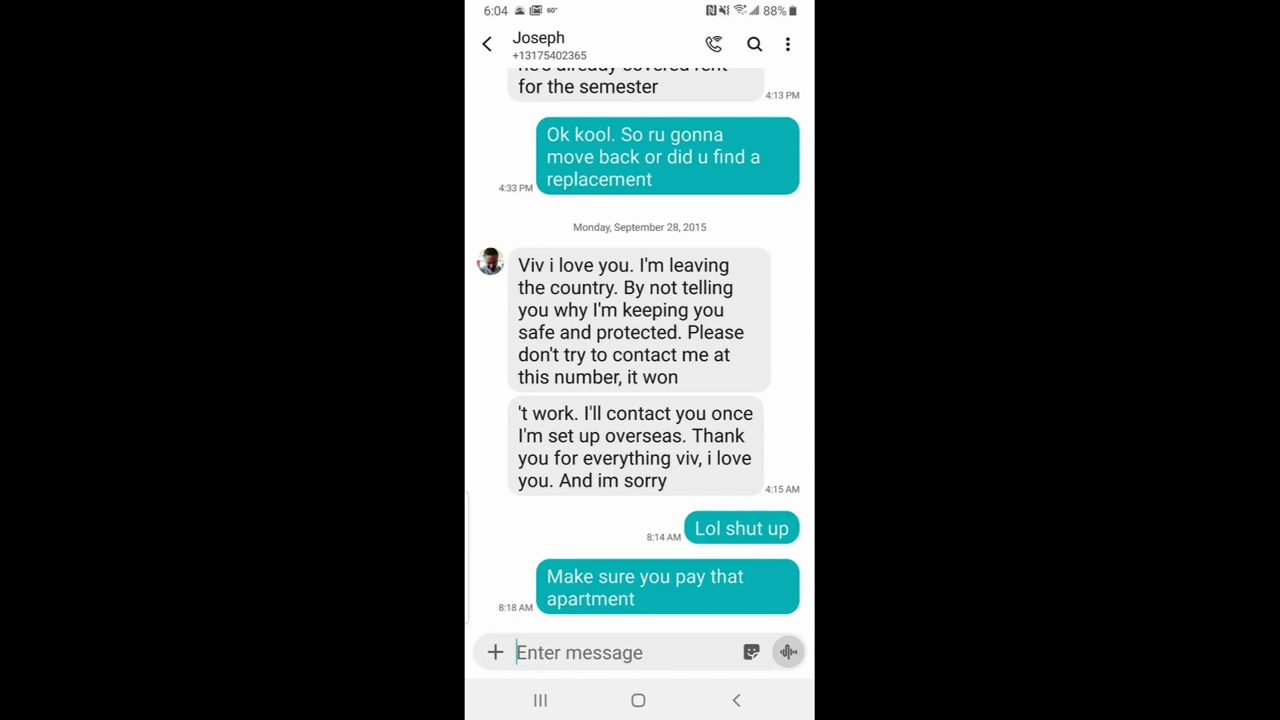 6:04 60° 88%
Joseph
+13175402365
he's already covered rent
for the semester
4:13 PM
Ok kool. So ru gonna
move back or did u find a
replacement
4:33 PM
Monday, September 28, 2015
Viv i love you. I'm leaving
the country. By not telling
you why I'm keeping you
safe and protected. Please
don't try to contact me at
this number, it won
't work. I'll contact you once
I'm set up overseas. Thank
you for everything viv, i love
you. And im sorry
4:15 AM
Lol shut up
8:14 AM
Make sure you pay that
apartment
8:18 AM
Enter message